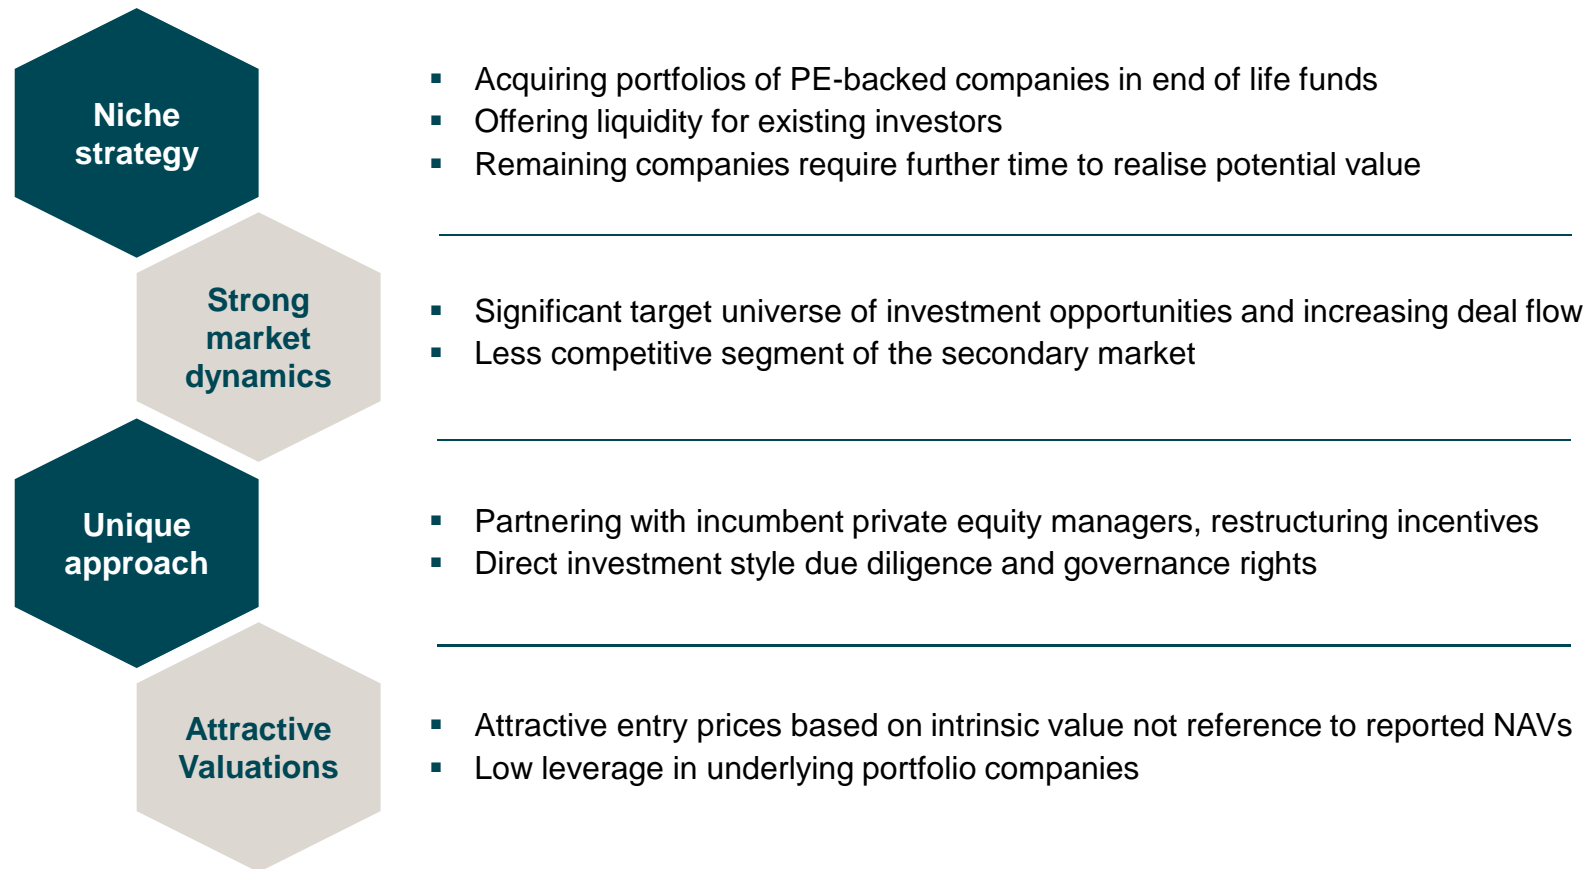 Niche
strategy
▪ Acquiring portfolios of PE-backed companies in end of life funds
▪ Offering liquidity for existing investors
▪ Remaining companies require further time to realise potential value
Strong
market
dynamics
▪ Significant target universe of investment opportunities and increasing deal flow
▪ Less competitive segment of the secondary market
Unique
approach
▪ Partnering with incumbent private equity managers, restructuring incentives
▪ Direct investment style due diligence and governance rights
Attractive
Valuations
▪ Attractive entry prices based on intrinsic value not reference to reported NAVs
▪ Low leverage in underlying portfolio companies